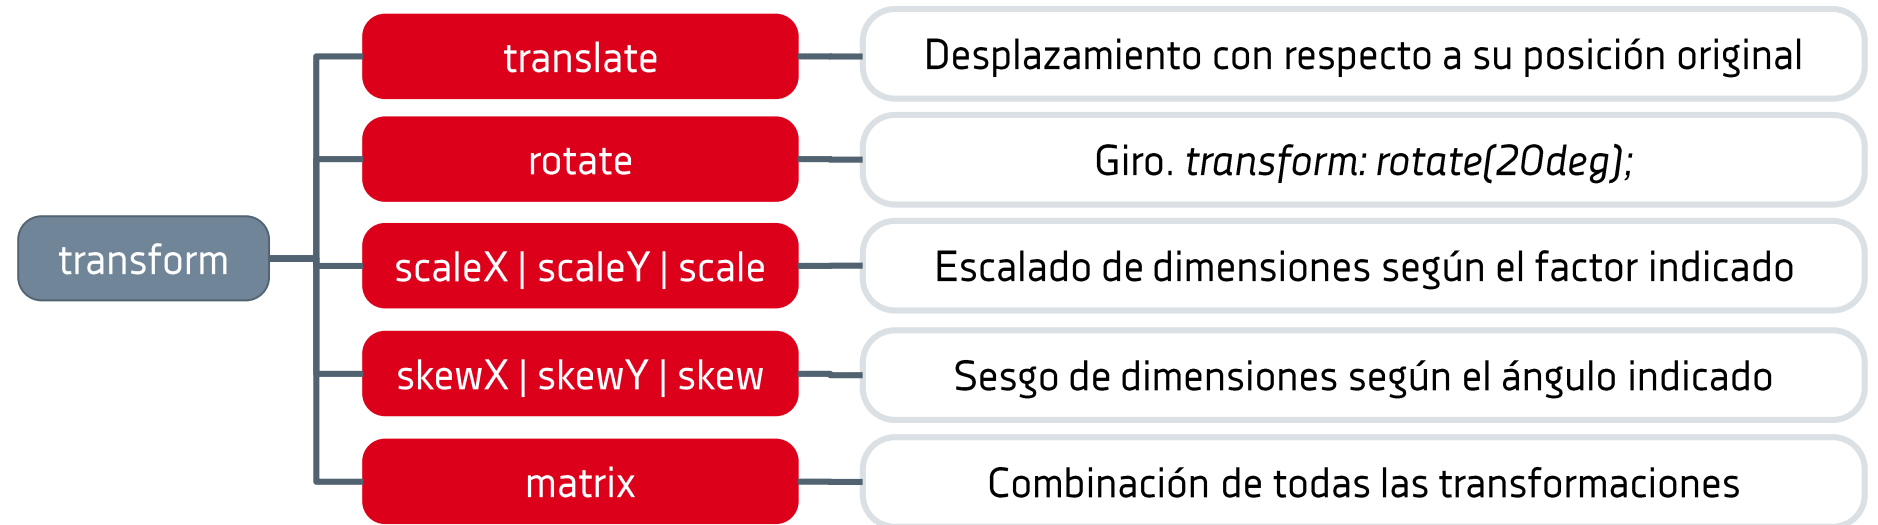 transform
translate
Desplazamiento con respecto a su posición original
rotate
Giro. transform: rotate(20deg);
scaleX | scaleY | scale
Escalado de dimensiones según el factor indicado
skewX | skewY | skew
Sesgo de dimensiones según el ángulo indicado
matrix
Combinación de todas las transformaciones